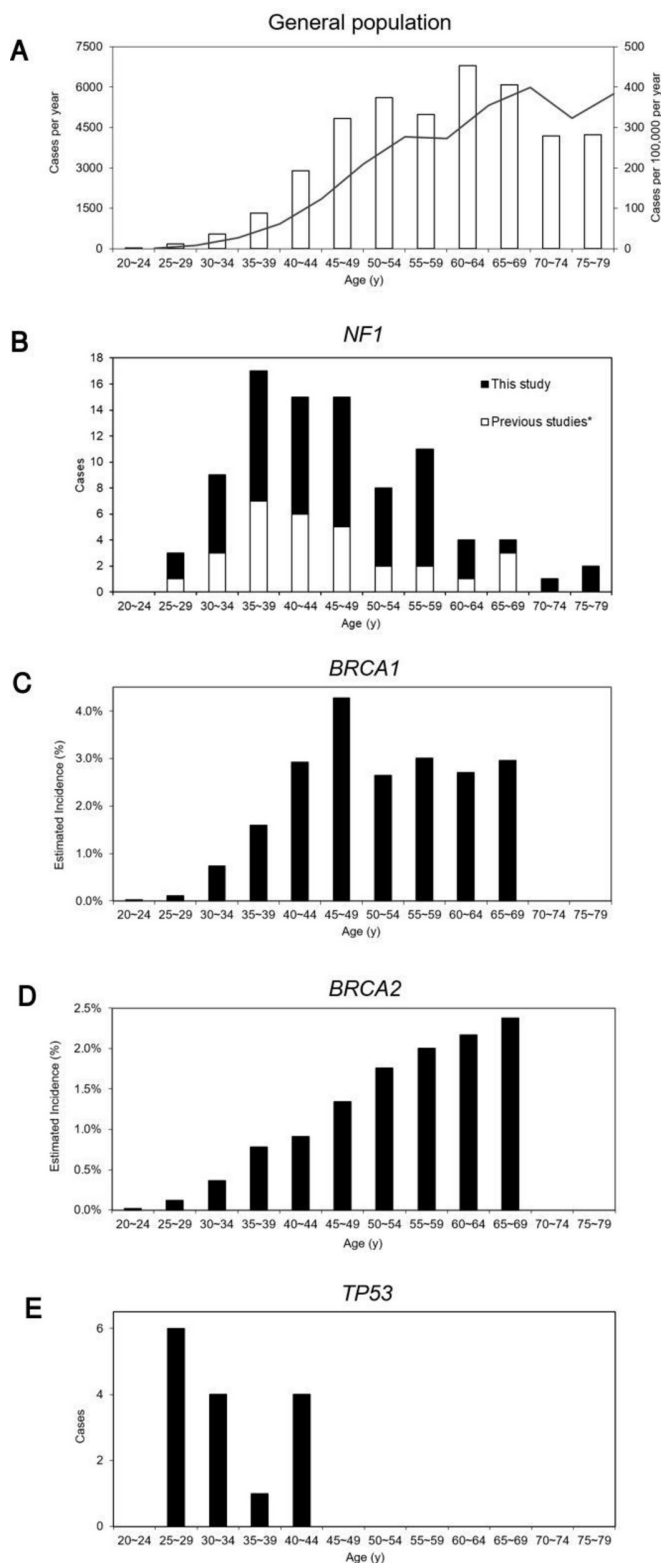 A
General population
7500
6000
4500
3000
1500
0
Cases per year
500
400
300
200
100
0
Cases per 100,000 per year
20~24 25~29 30~34 35~39 40~44 45~49 50~54 55~59 60~64 65~69 70~74 75~79
Age (y)
B
NF1
18
16
14
12
10
8
6
4
2
0
Cases
This study
Previous studies*
20~24 25~29 30~34 35~39 40~44 45~49 50~54 55~59 60~64 65~69 70~74 75~79
Age (y)
C
BRCA1
4.0%
3.0%
2.0%
1.0%
0.0%
Estimated Incidence (%)
20~24 25~29 30~34 35~39 40~44 45~49 50~54 55~59 60~64 65~69 70~74 75~79
Age (y)
D
BRCA2
2.5%
2.0%
1.5%
1.0%
0.5%
0.0%
Estimated Incidence (%)
20~24 25~29 30~34 35~39 40~44 45~49 50~54 55~59 60~64 65~69 70~74 75~79
Age (y)
E
TP53
6
4
2
0
Cases
20~24 25~29 30~34 35~39 40~44 45~49 50~54 55~59 60~64 65~69 70~74 75~79
Age (y)